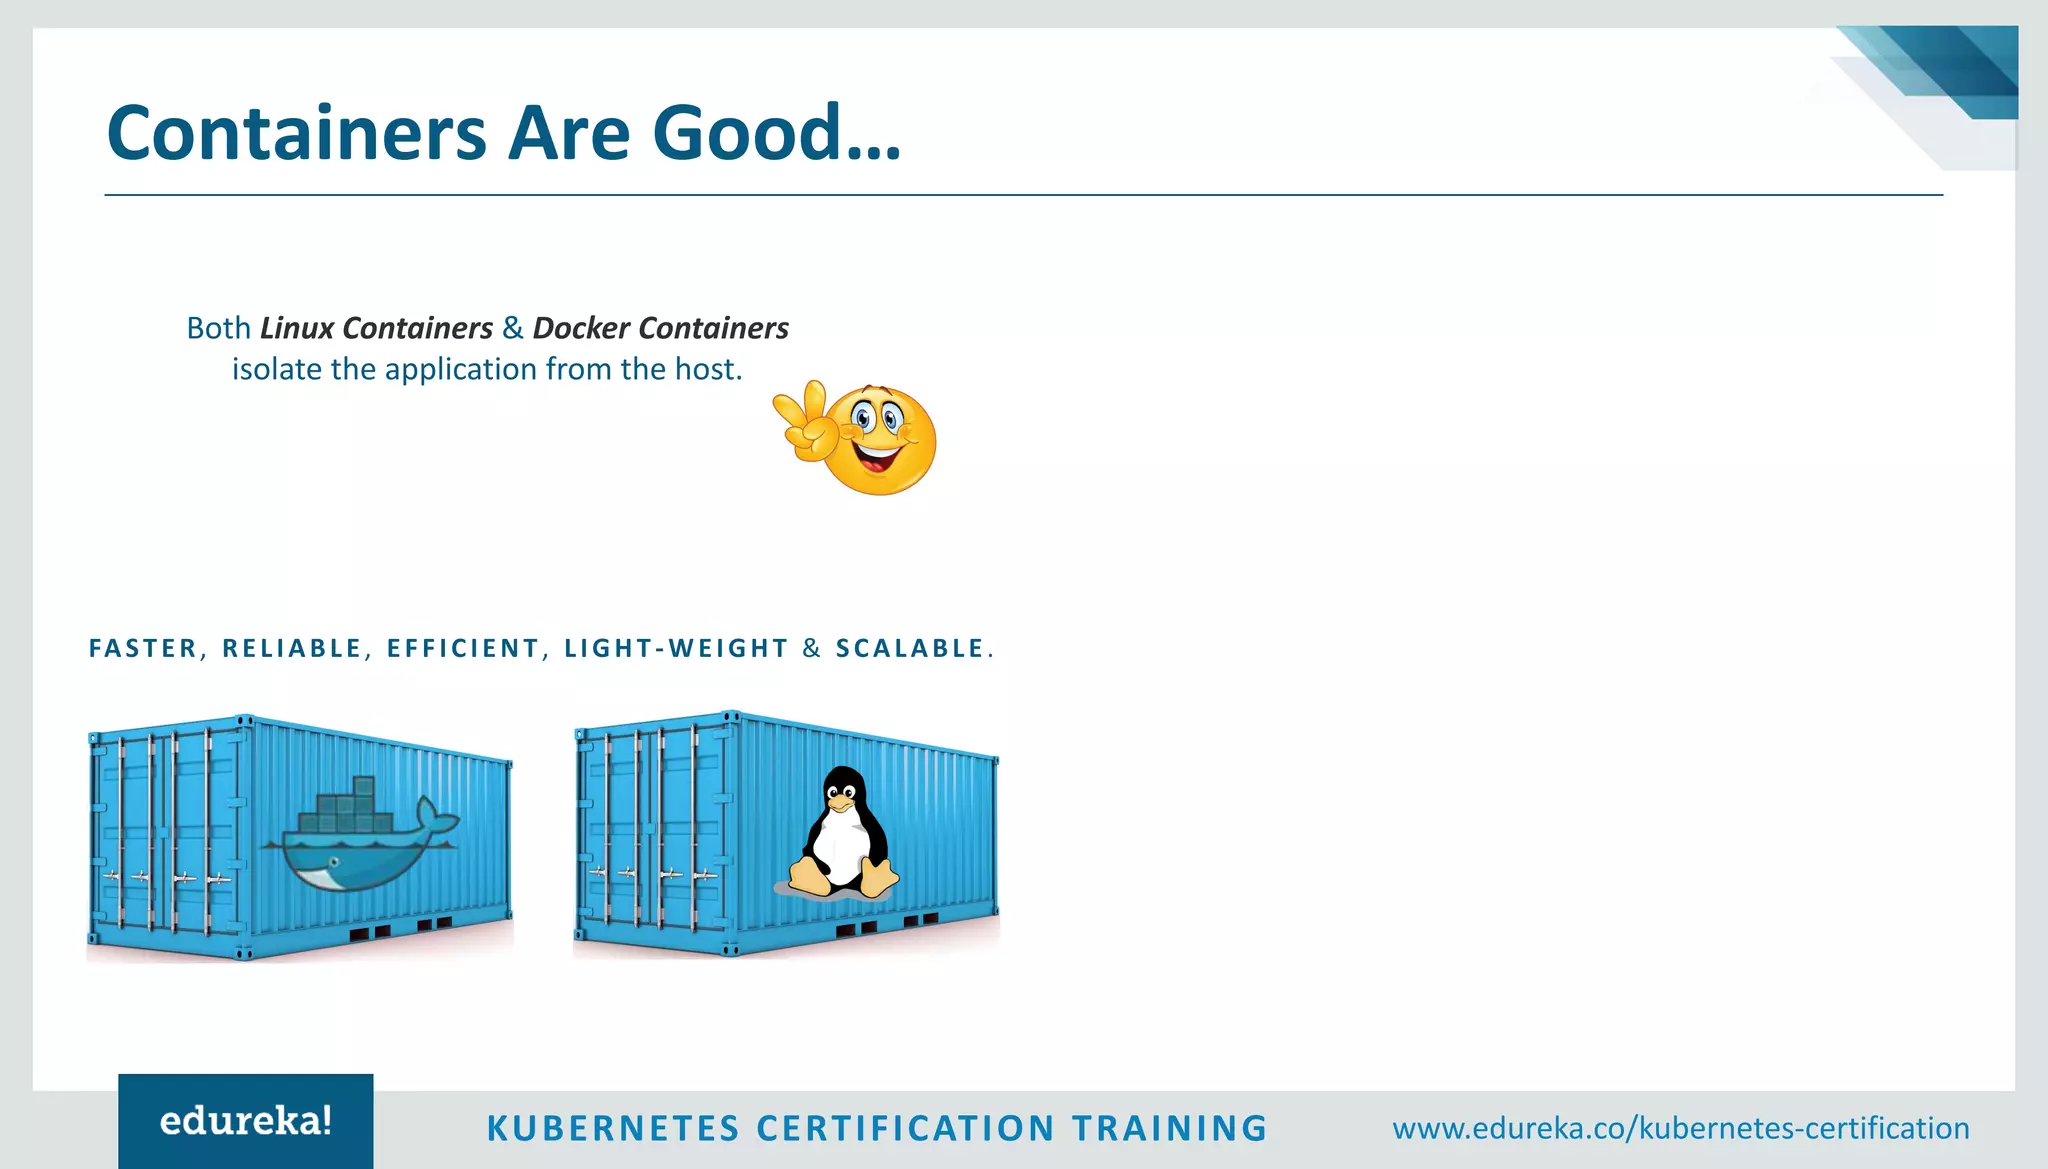 Containers Are Good…
Both Linux Containers & Docker Containers
isolate the application from the host.
FASTER, RELIABLE, EFFICIENT, LIGHT-WEIGHT & SCALABLE.
edureka!
KUBERNETES CERTIFICATION TRAINING
www.edureka.co/kubernetes-certification